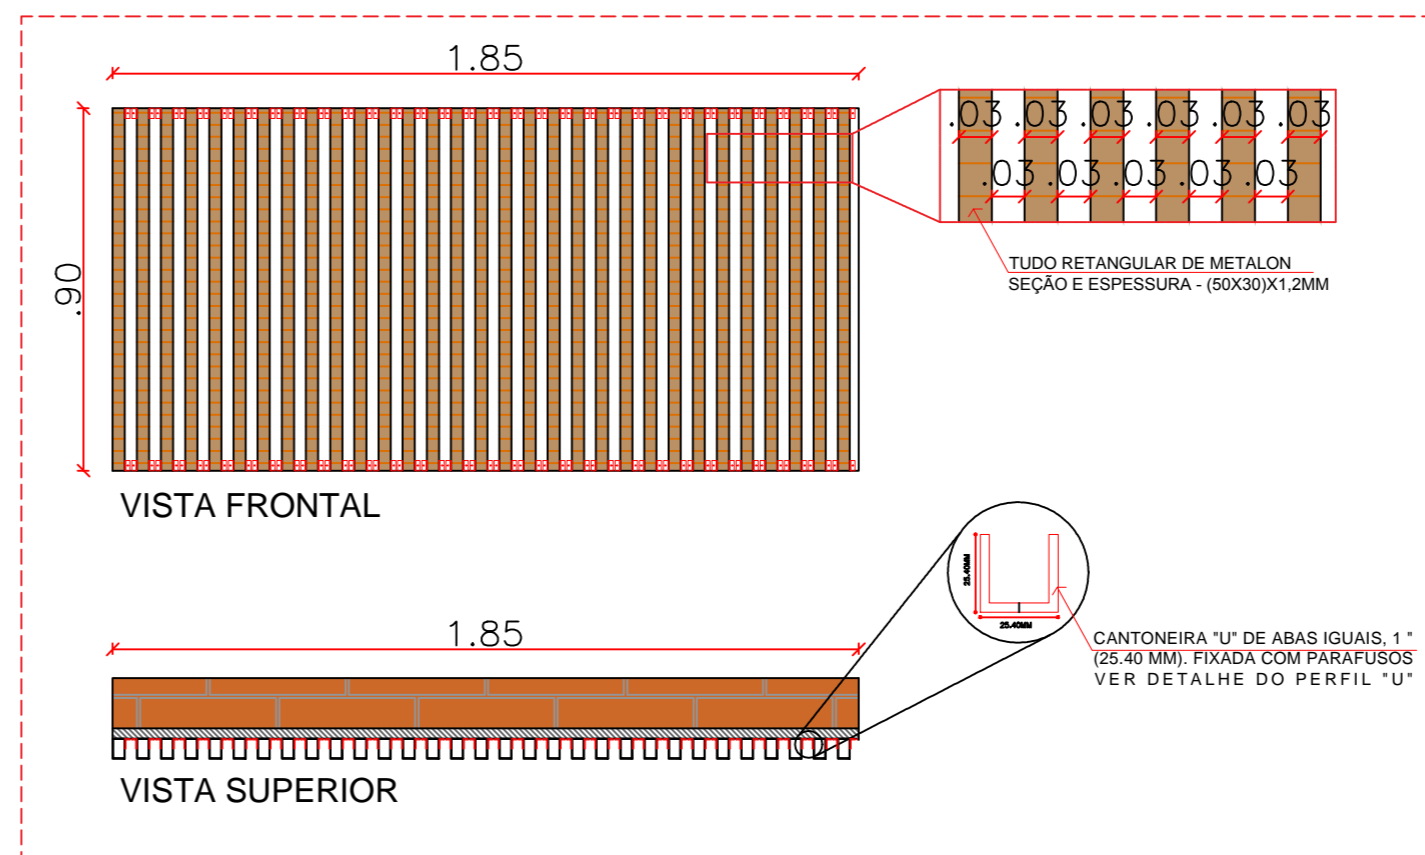 1.85
.90
.03 .03 .03 .03 .03 .03
.03 .03 .03 .03 .03
TUDO RETANGULAR DE METALON
SEÇÃO E ESPESSURA - (50X30)X1,2MM
VISTA FRONTAL
1.85
25.40MM
25.40MM
CANTONEIRA "U" DE ABAS IGUAIS, 1 "
(25.40 MM). FIXADA COM PARAFUSOS
VER DETALHE DO PERFIL "U"
VISTA SUPERIOR